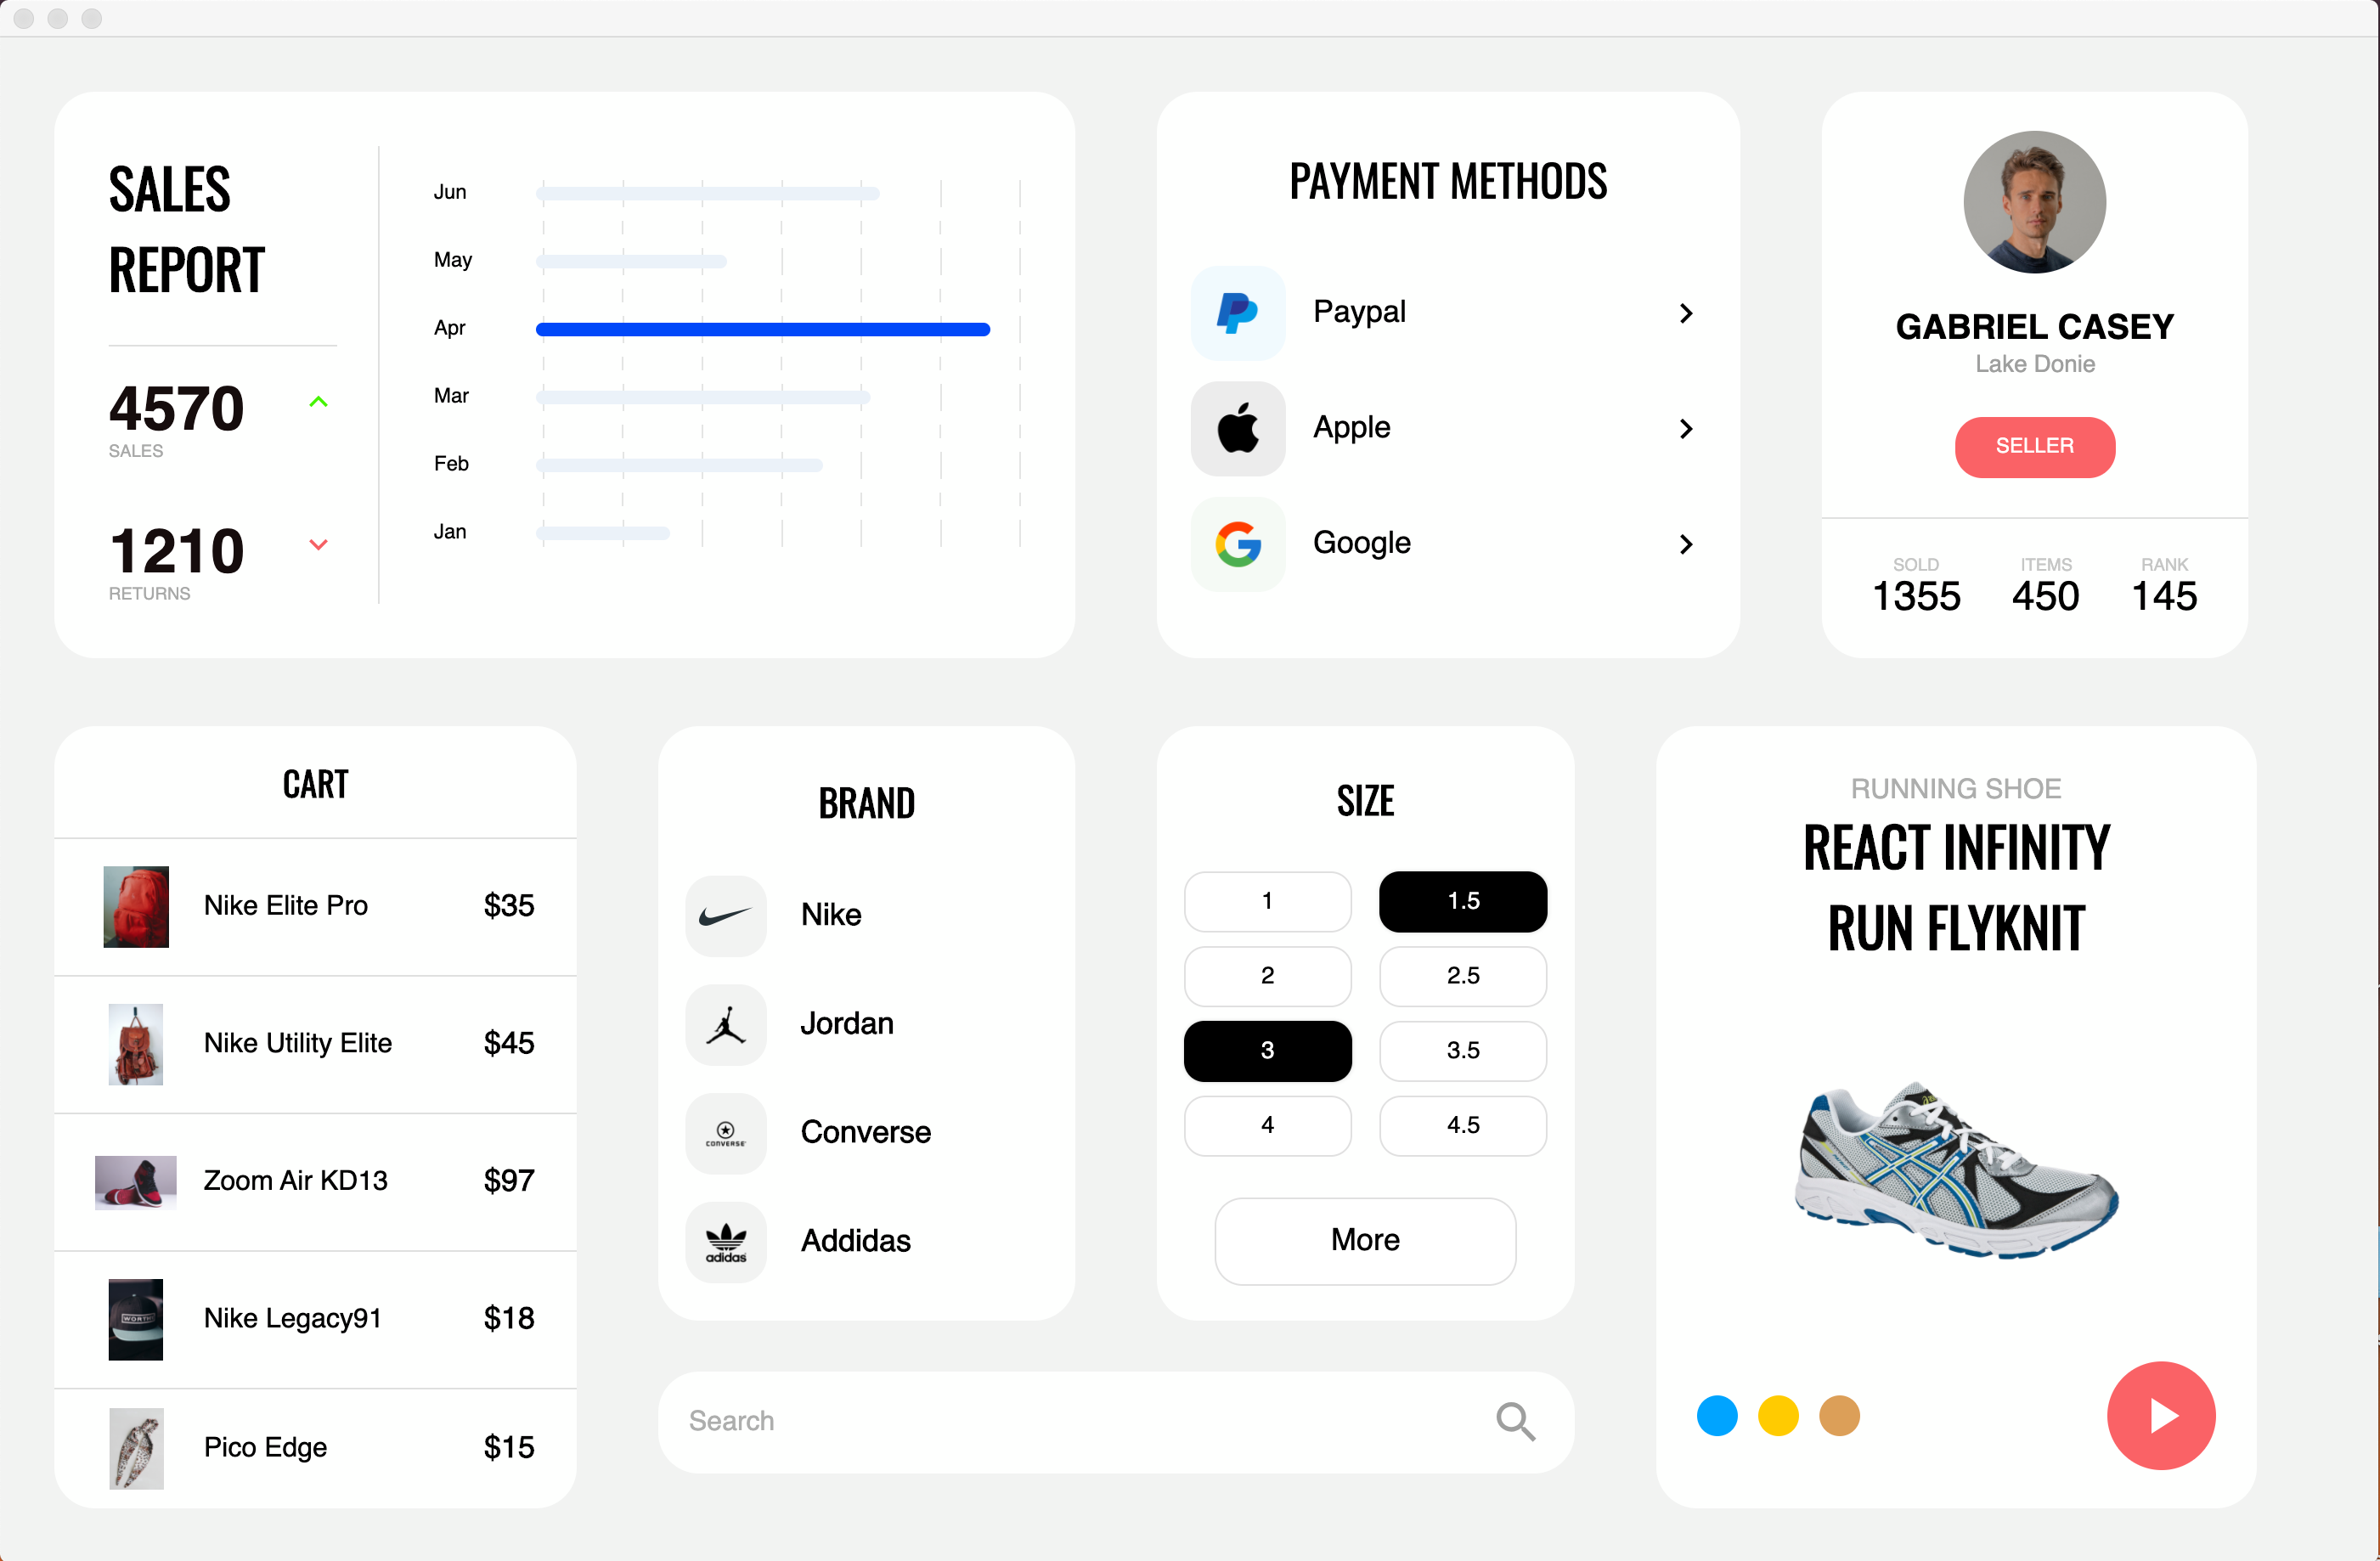 SALES
REPORT
4570
SALES
1210
RETURNS
Jun
May
Apr
Mar
Feb
Jan
PAYMENT METHODS
Paypal
Apple
Google
GABRIEL CASEY
Lake Donie
SELLER
SOLD ITEMS RANK
1355 450 145
CART
Nike Elite Pro $35
Nike Utility Elite $45
Zoom Air KD13 $97
WORTHY
Nike Legacy91 $18
Pico Edge $15
BRAND
Nike
Jordan
CONVERSE
Converse
adidas
Addidas
SIZE
1 1.5
2 2.5
3 3.5
4 4.5
More
Search
RUNNING SHOE
REACT INFINITY
RUN FLYKNIT